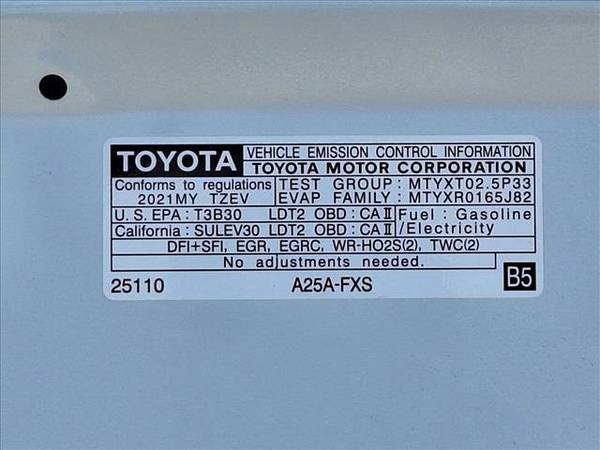 TOYOTA VEHICLE EMISSION CONTROL INFORMATION
TOYOTA MOTOR CORPORATION
Conforms to regulations TEST GROUP : MTYXT02.5P33
2021MY TZEV EVAP FAMILY : MTYXR0165J82
U.S. EPA : T3B30 LDT2 OBD : CAⅡ Fuel : Gasoline
California : SULEV30 LDT2 OBD : CAⅡ /Electricity
DFI+SFI, EGR, EGRC, WR-HO2S(2), TWC(2)
No adjustments needed.
25110 A25A-FXS B5